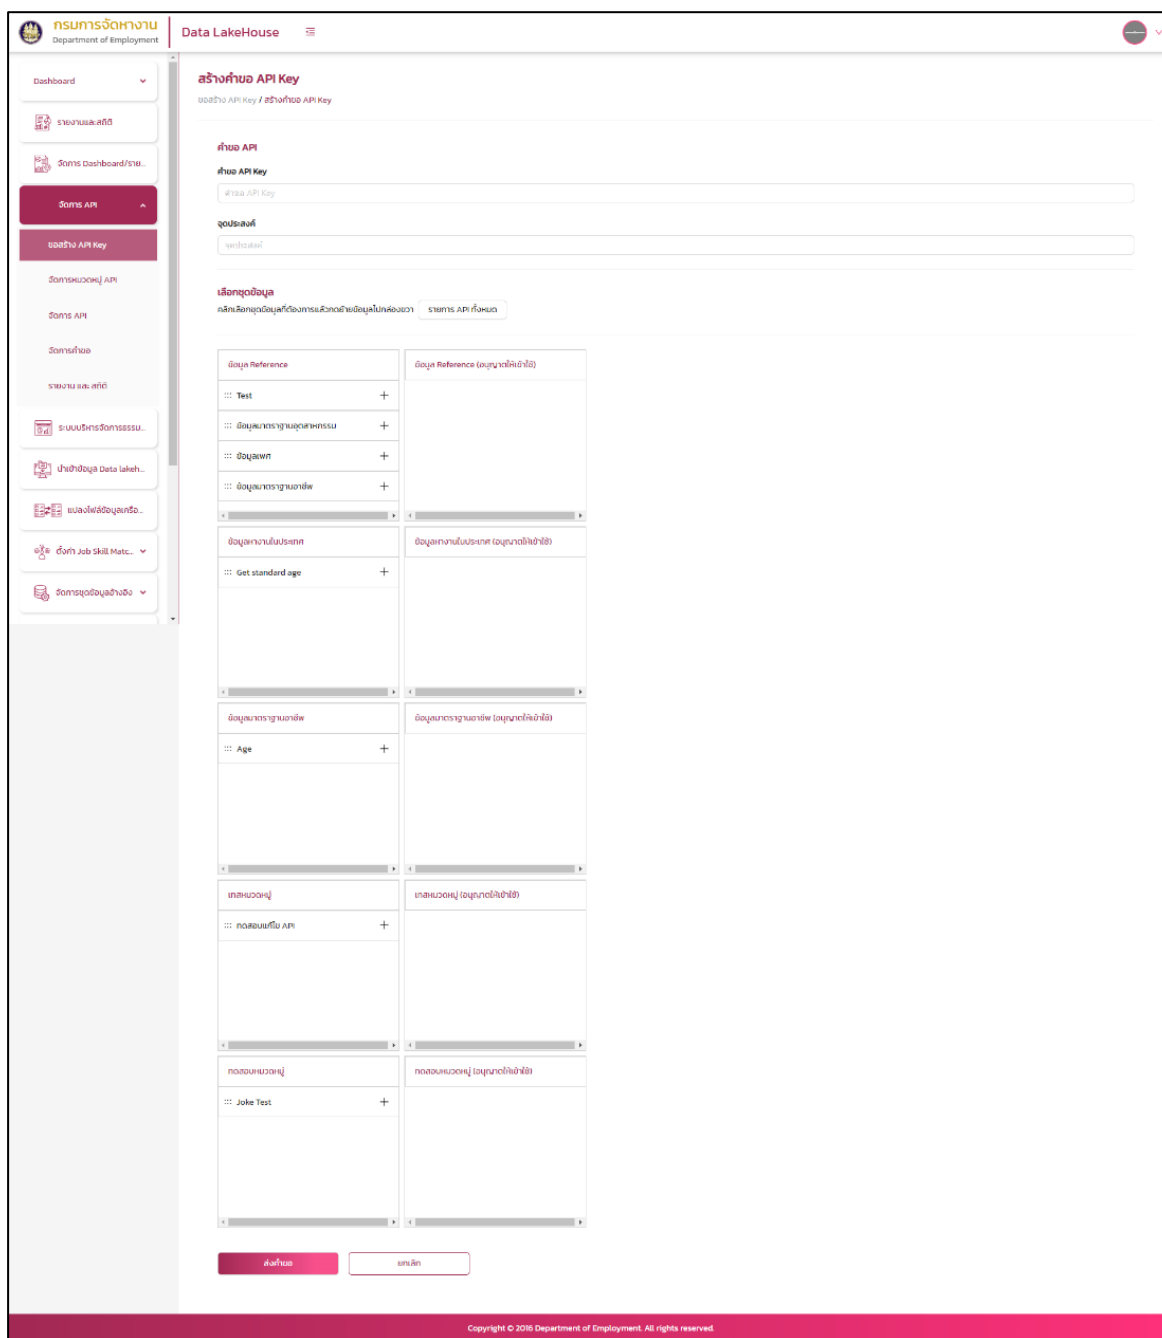 กรมการจัดหางาน
Department of Employment
Data LakeHouse
Dashboard
รายงานและสถิติ
จัดการ Dashboard/ราย...
จัดการ API
ขอสร้าง API Key
จัดการหมวดหมู่ API
จัดการ API
จัดการคำขอ
รายงาน และ สถิติ
ระบบบริหารจัดการธรรม...
นำเข้าข้อมูล Data lakeh...
แปลงไฟล์ข้อมูลเครือ...
ตั้งค่า Job Skill Matc...
จัดการชุดข้อมูลอ้างอิง
สร้างคำขอ API Key
ขอสร้าง API Key / สร้างคำขอ API Key
คำขอ API
คำขอ API Key
คำขอ API Key
จุดประสงค์
จุดประสงค์
เลือกชุดข้อมูล
คลิกเลือกชุดข้อมูลที่ต้องการแล้วกดย้ายข้อมูลไปกล่องขวา รายการ API ทั้งหมด
ข้อมูล Reference ข้อมูล Reference (อนุญาตให้เข้าใช้)
Test
ข้อมูลมาตราฐานอุตสาหกรรม
ข้อมูลเพศ
ข้อมูลมาตราฐานอาชีพ
ข้อมูลหางานในประเทศ ข้อมูลหางานในประเทศ (อนุญาตให้เข้าใช้)
Get standard age
ข้อมูลมาตราฐานอาชีพ ข้อมูลมาตราฐานอาชีพ (อนุญาตให้เข้าใช้)
Age
เทสหมวดหมู่ เทสหมวดหมู่ (อนุญาตให้เข้าใช้)
ทดสอบแก้ไข API
ทดสอบหมวดหมู่ ทดสอบหมวดหมู่ (อนุญาตให้เข้าใช้)
Joke Test
ส่งคำขอ ยกเลิก
Copyright © 2016 Department of Employment. All rights reserved.